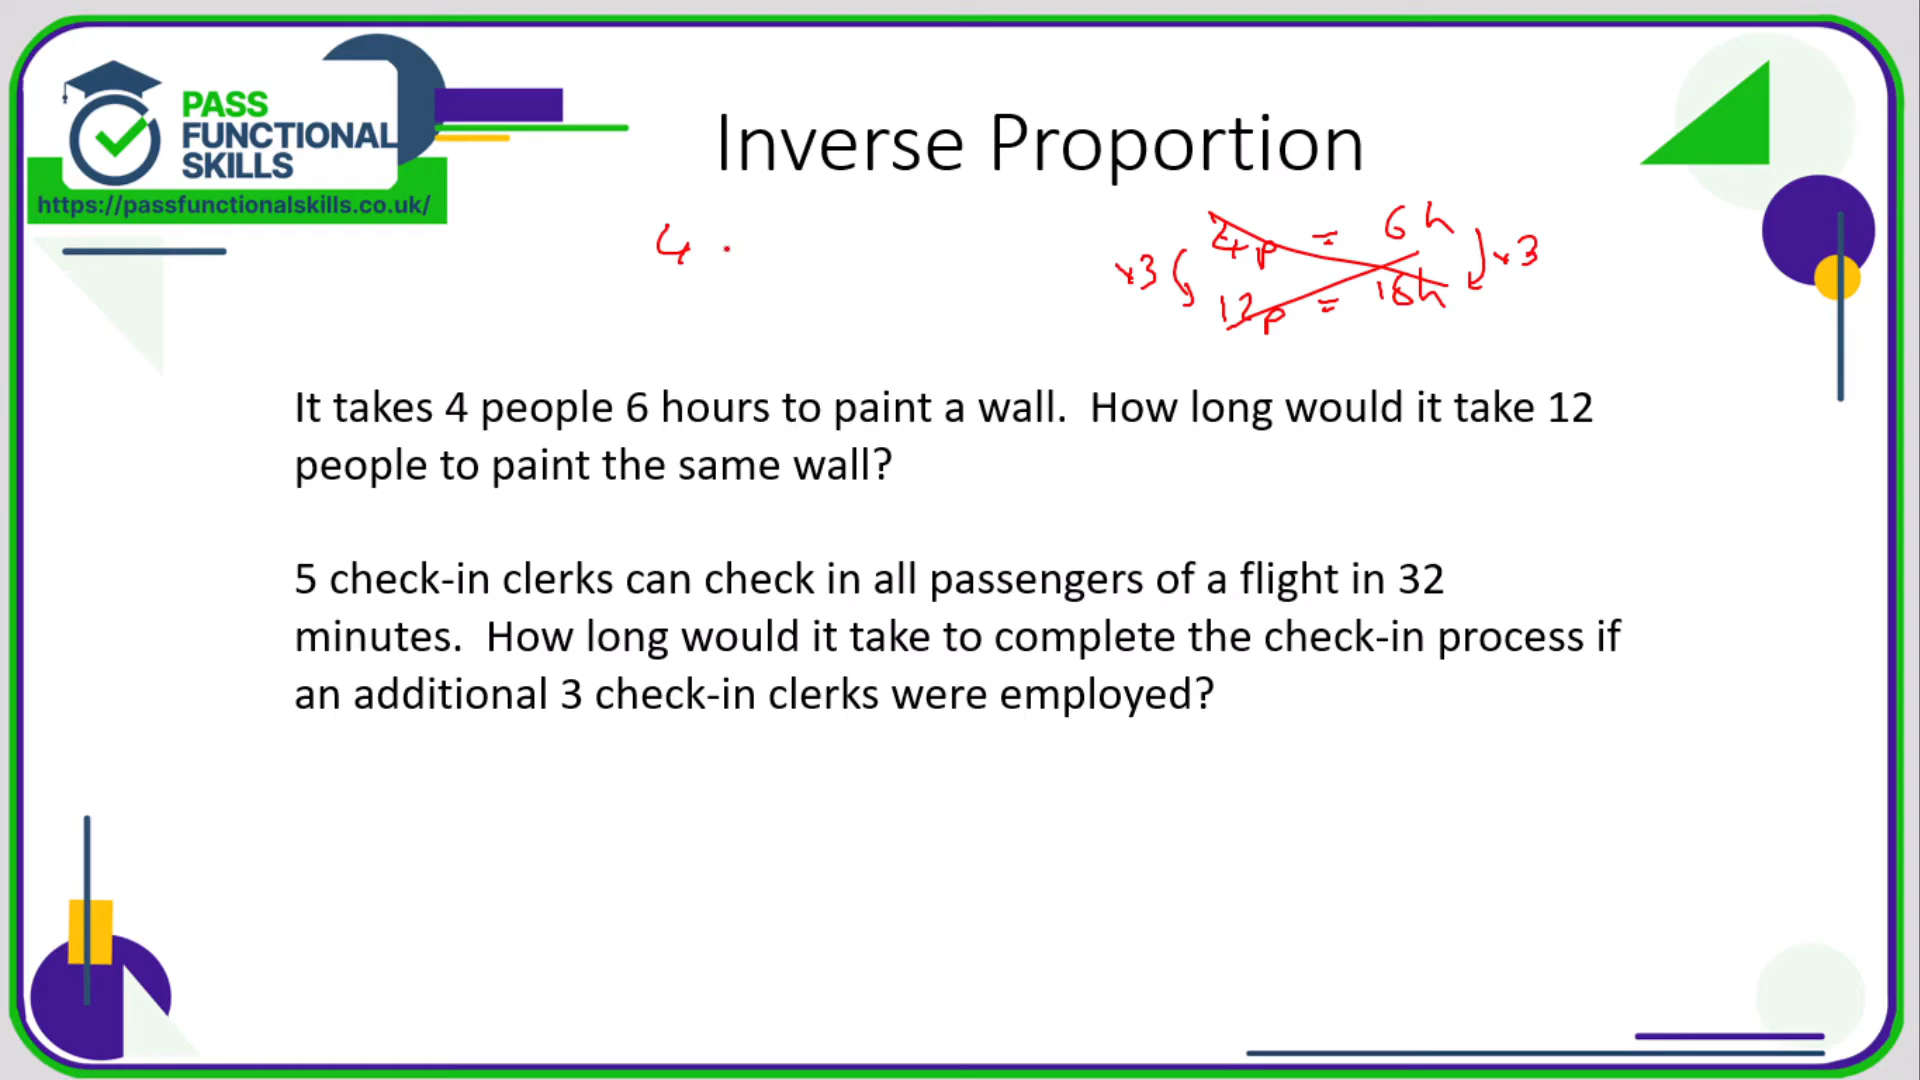 PASS
FUNCTIONAL
SKILLS
https://passfunctionalskills.co.uk/
Inverse Proportion
4 .
4p = 6h
x3 x3
12p = 18h
It takes 4 people 6 hours to paint a wall.  How long would it take 12
people to paint the same wall?
5 check-in clerks can check in all passengers of a flight in 32
minutes.  How long would it take to complete the check-in process if
an additional 3 check-in clerks were employed?